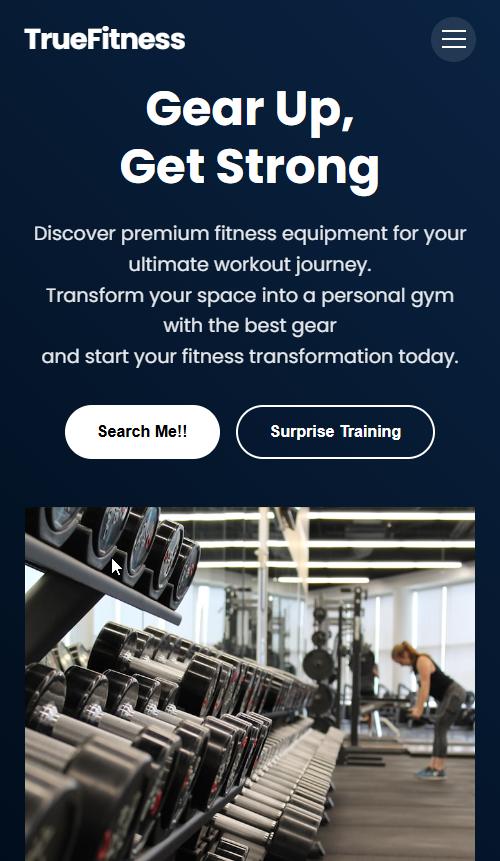 TrueFitness
Gear Up,
Get Strong
Discover premium fitness equipment for your
ultimate workout journey.
Transform your space into a personal gym
with the best gear
and start your fitness transformation today.
Search Me!!
Surprise Training